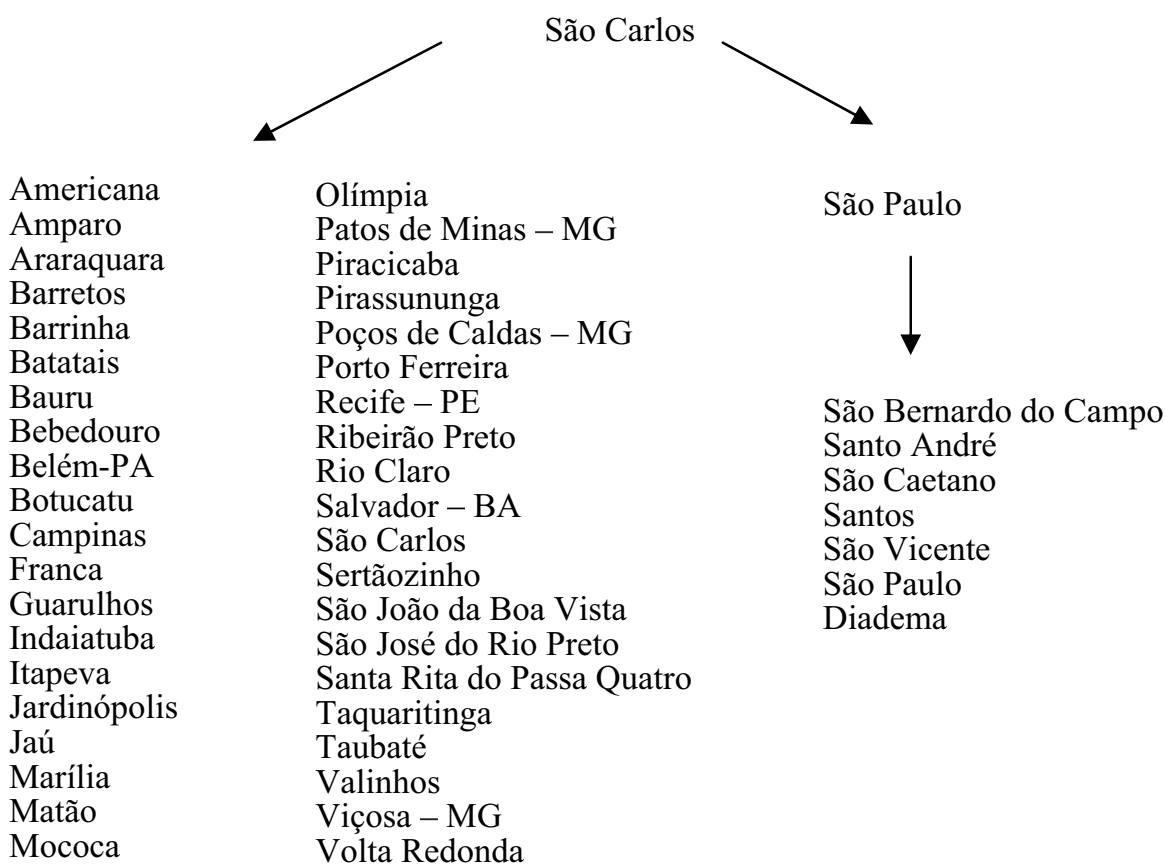 São Carlos
Americana
Amparo
Araraquara
Barretos
Barrinha
Batatais
Bauru
Bebedouro
Belém-PA
Botucatu
Campinas
Franca
Guarulhos
Indaiatuba
Itapeva
Jardinópolis
Jaú
Marília
Matão
Mococa
Olímpia
Patos de Minas – MG
Piracicaba
Pirassununga
Poços de Caldas – MG
Porto Ferreira
Recife – PE
Ribeirão Preto
Rio Claro
Salvador – BA
São Carlos
Sertãozinho
São João da Boa Vista
São José do Rio Preto
Santa Rita do Passa Quatro
Taquaritinga
Taubaté
Valinhos
Viçosa – MG
Volta Redonda
São Paulo
São Bernardo do Campo
Santo André
São Caetano
Santos
São Vicente
São Paulo
Diadema